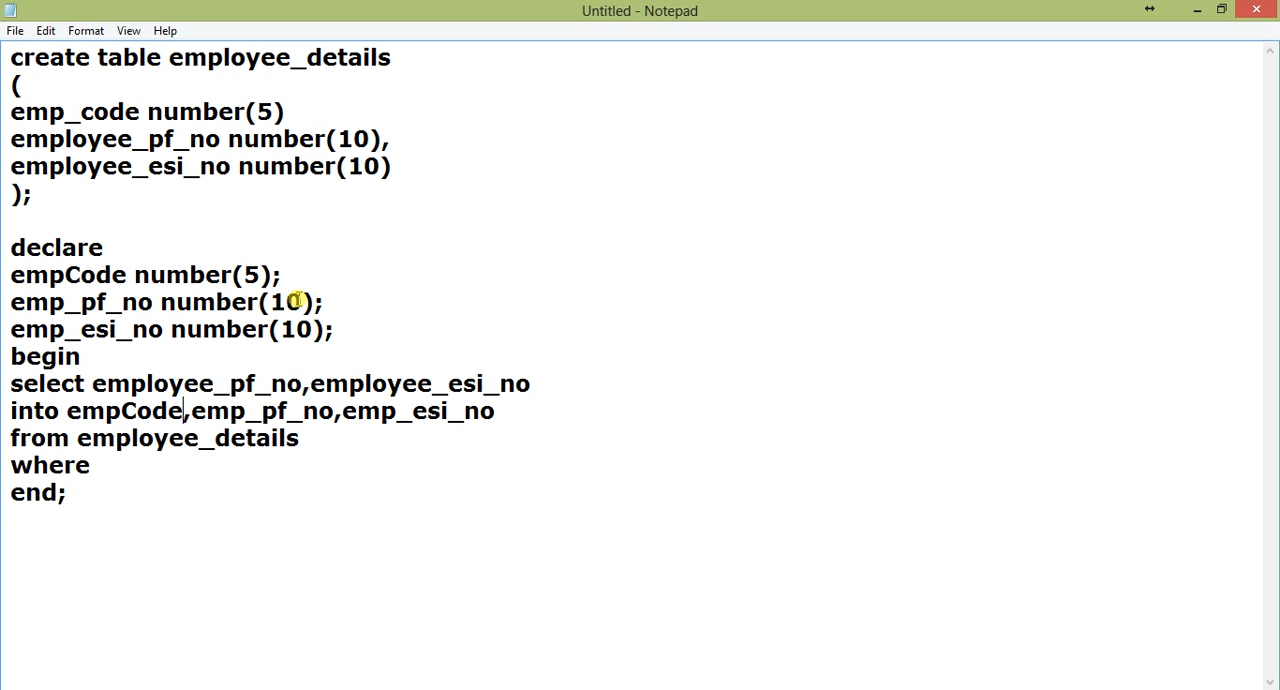 Untitled - Notepad
File Edit Format View Help
create table employee_details
(
emp_code number(5)
employee_pf_no number(10),
employee_esi_no number(10)
);
declare
empCode number(5);
emp_pf_no number(10);
emp_esi_no number(10);
begin
select employee_pf_no,employee_esi_no
into empCode,emp_pf_no,emp_esi_no
from employee_details
where
end;